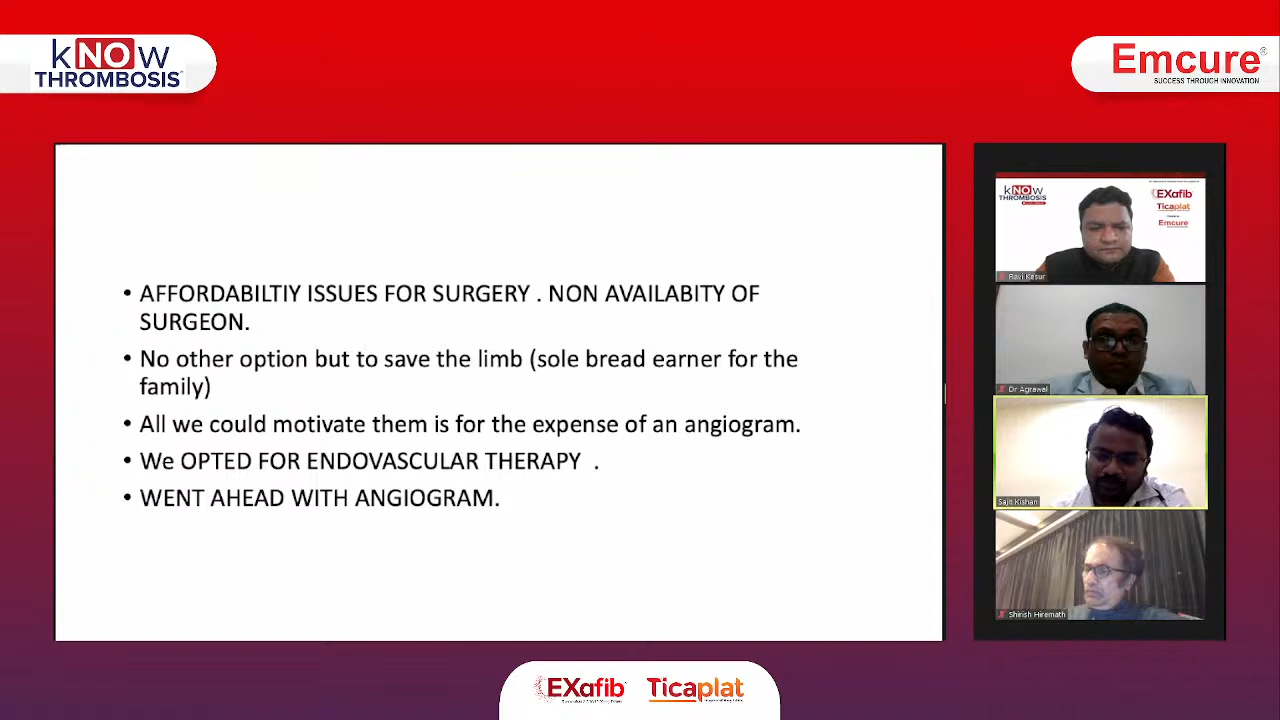 kNOw
THROMBOSIS
Emcure®
SUCCESS THROUGH INNOVATION
• AFFORDABILTIY ISSUES FOR SURGERY . NON AVAILABITY OF
SURGEON.
• No other option but to save the limb (sole bread earner for the
family)
• All we could motivate them is for the expense of an angiogram.
• We OPTED FOR ENDOVASCULAR THERAPY .
• WENT AHEAD WITH ANGIOGRAM.
kNOw
THROMBOSIS
EXafib
Ticaplat
Emcure
Ravi Kesur
Dr Agrawal
Sajit Kishan
Shirish Hiremath
EXafib
Ticaplat